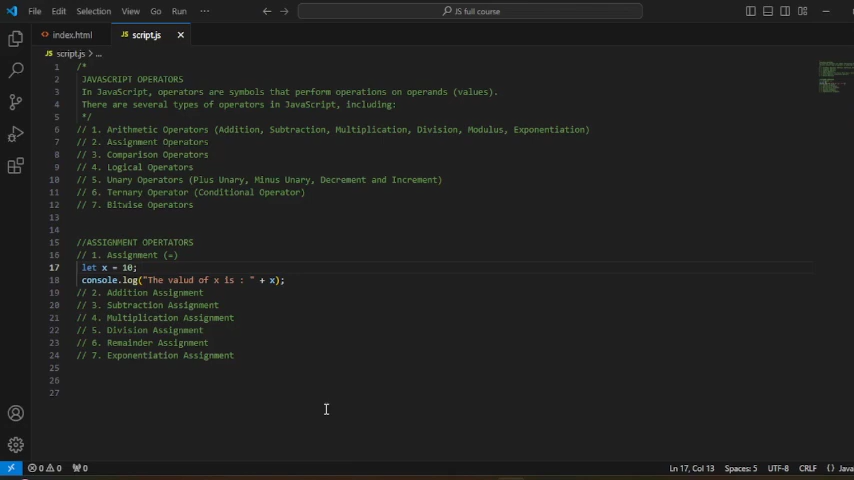 File Edit Selection View Go Run ··· JS full course
<> index.html JS script.js
JS script.js > ...
1 /*
2 JAVASCRIPT OPERATORS
3 In JavaScript, operators are symbols that perform operations on operands (values).
4 There are several types of operators in JavaScript, including:
5 */
6 // 1. Arithmetic Operators (Addition, Subtraction, Multiplication, Division, Modulus, Exponentiation)
7 // 2. Assignment Operators
8 // 3. Comparison Operators
9 // 4. Logical Operators
10 // 5. Unary Operators (Plus Unary, Minus Unary, Decrement and Increment)
11 // 6. Ternary Operator (Conditional Operator)
12 // 7. Bitwise Operators
13
14
15 //ASSIGNMENT OPERTATORS
16 // 1. Assignment (=)
17 let x = 10;
18 console.log("The valud of x is : " + x);
19 // 2. Addition Assignment
20 // 3. Subtraction Assignment
21 // 4. Multiplication Assignment
22 // 5. Division Assignment
23 // 6. Remainder Assignment
24 // 7. Exponentiation Assignment
25
26
27
0 0 0 Ln 17, Col 13 Spaces: 5 UTF-8 CRLF {} Java